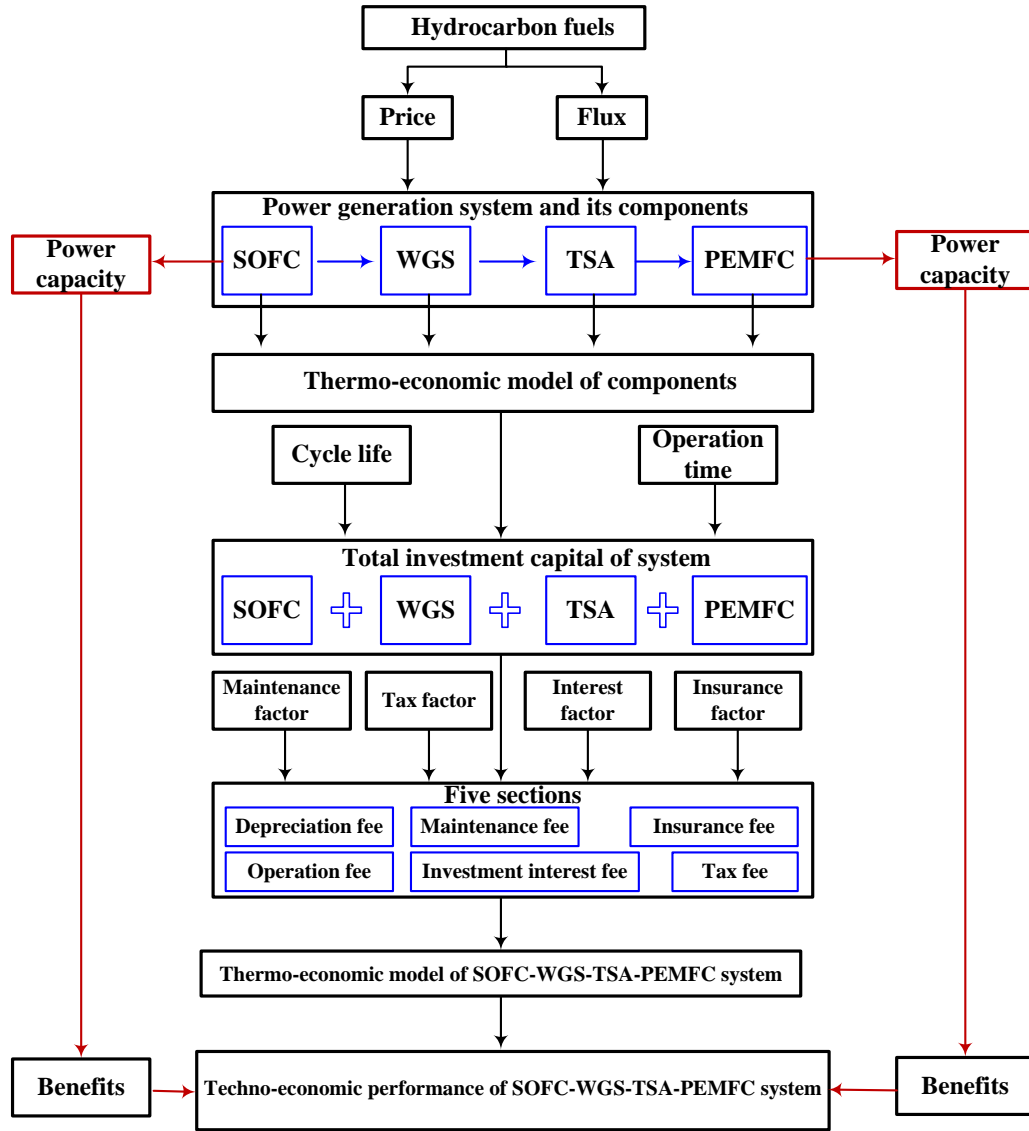 Hydrocarbon fuels
Price
Flux
Power generation system and its components
Power
capacity
SOFC
WGS
TSA
PEMFC
Power
capacity
Thermo-economic model of components
Cycle life
Operation
time
Total investment capital of system
SOFC
WGS
TSA
PEMFC
Maintenance
factor
Tax factor
Interest
factor
Insurance
factor
Five sections
Depreciation fee
Maintenance fee
Insurance fee
Operation fee
Investment interest fee
Tax fee
Thermo-economic model of SOFC-WGS-TSA-PEMFC system
Benefits
Techno-economic performance of SOFC-WGS-TSA-PEMFC system
Benefits